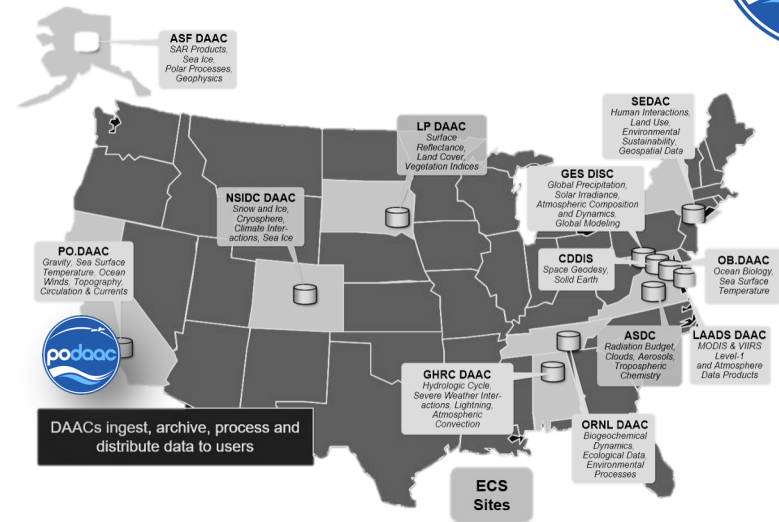 ASF DAAC
SAR Products,
Sea Ice,
Polar Processes,
Geophysics
SEDAC
Human Interactions,
Land Use,
Environmental
Sustainability,
Geospatial Data
LP DAAC
Surface
Reflectance,
Land Cover,
Vegetation Indices
GES DISC
Global Precipitation,
Solar Irradiance,
Atmospheric Composition
and Dynamics,
Global Modeling
NSIDC DAAC
Snow and Ice,
Cryosphere,
Climate Inter-
actions, Sea Ice
PO.DAAC
Gravity, Sea Surface
Temperature, Ocean
Winds, Topography,
Circulation & Currents
CDDIS
Space Geodesy,
Solid Earth
OB.DAAC
Ocean Biology,
Sea Surface
Temperature
podaac
ASDC
Radiation Budget,
Clouds, Aerosols,
Tropospheric
Chemistry
LAADS DAAC
MODIS & VIIRS
Level-1
and Atmosphere
Data Products
GHRC DAAC
Hydrologic Cycle,
Severe Weather Inter-
actions, Lightning,
Atmospheric
Convection
ORNL DAAC
Biogeochemical
Dynamics,
Ecological Data,
Environmental
Processes
DAACs ingest, archive, process and
distribute data to users
ECS
Sites